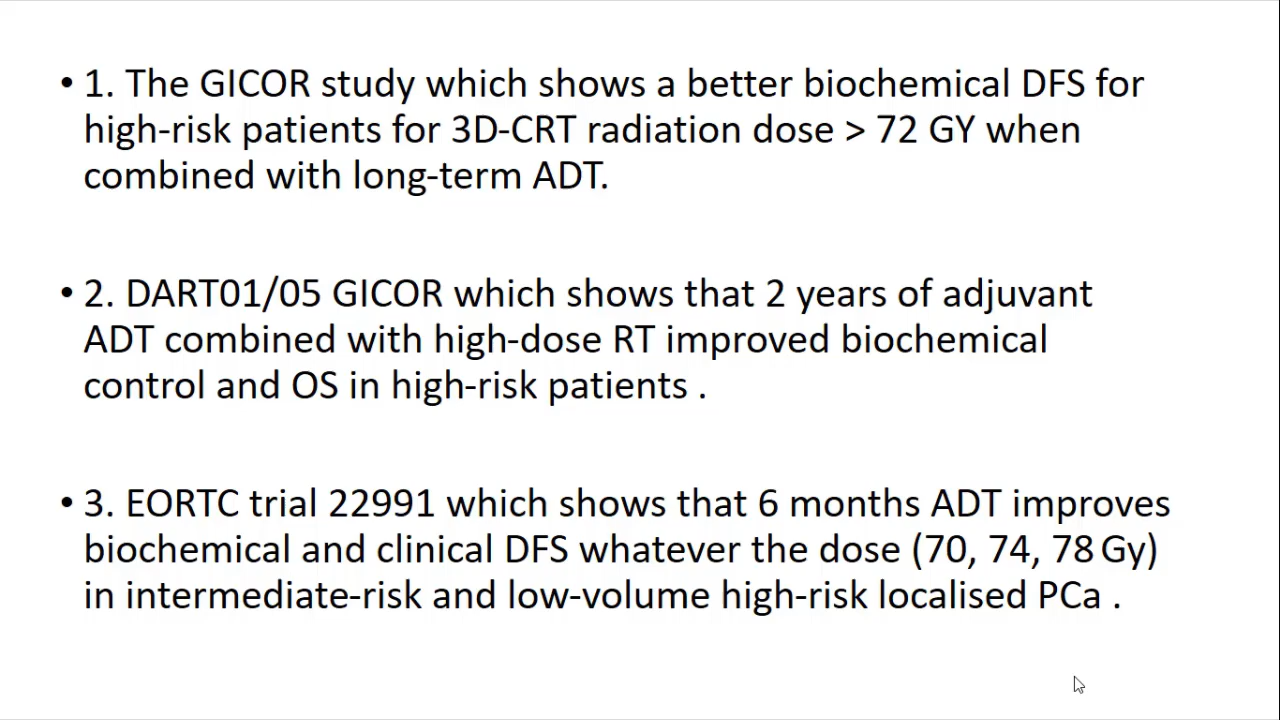 • 1. The GICOR study which shows a better biochemical DFS for
high-risk patients for 3D-CRT radiation dose > 72 GY when
combined with long-term ADT.
• 2. DART01/05 GICOR which shows that 2 years of adjuvant
ADT combined with high-dose RT improved biochemical
control and OS in high-risk patients .
• 3. EORTC trial 22991 which shows that 6 months ADT improves
biochemical and clinical DFS whatever the dose (70, 74, 78 Gy)
in intermediate-risk and low-volume high-risk localised PCa .